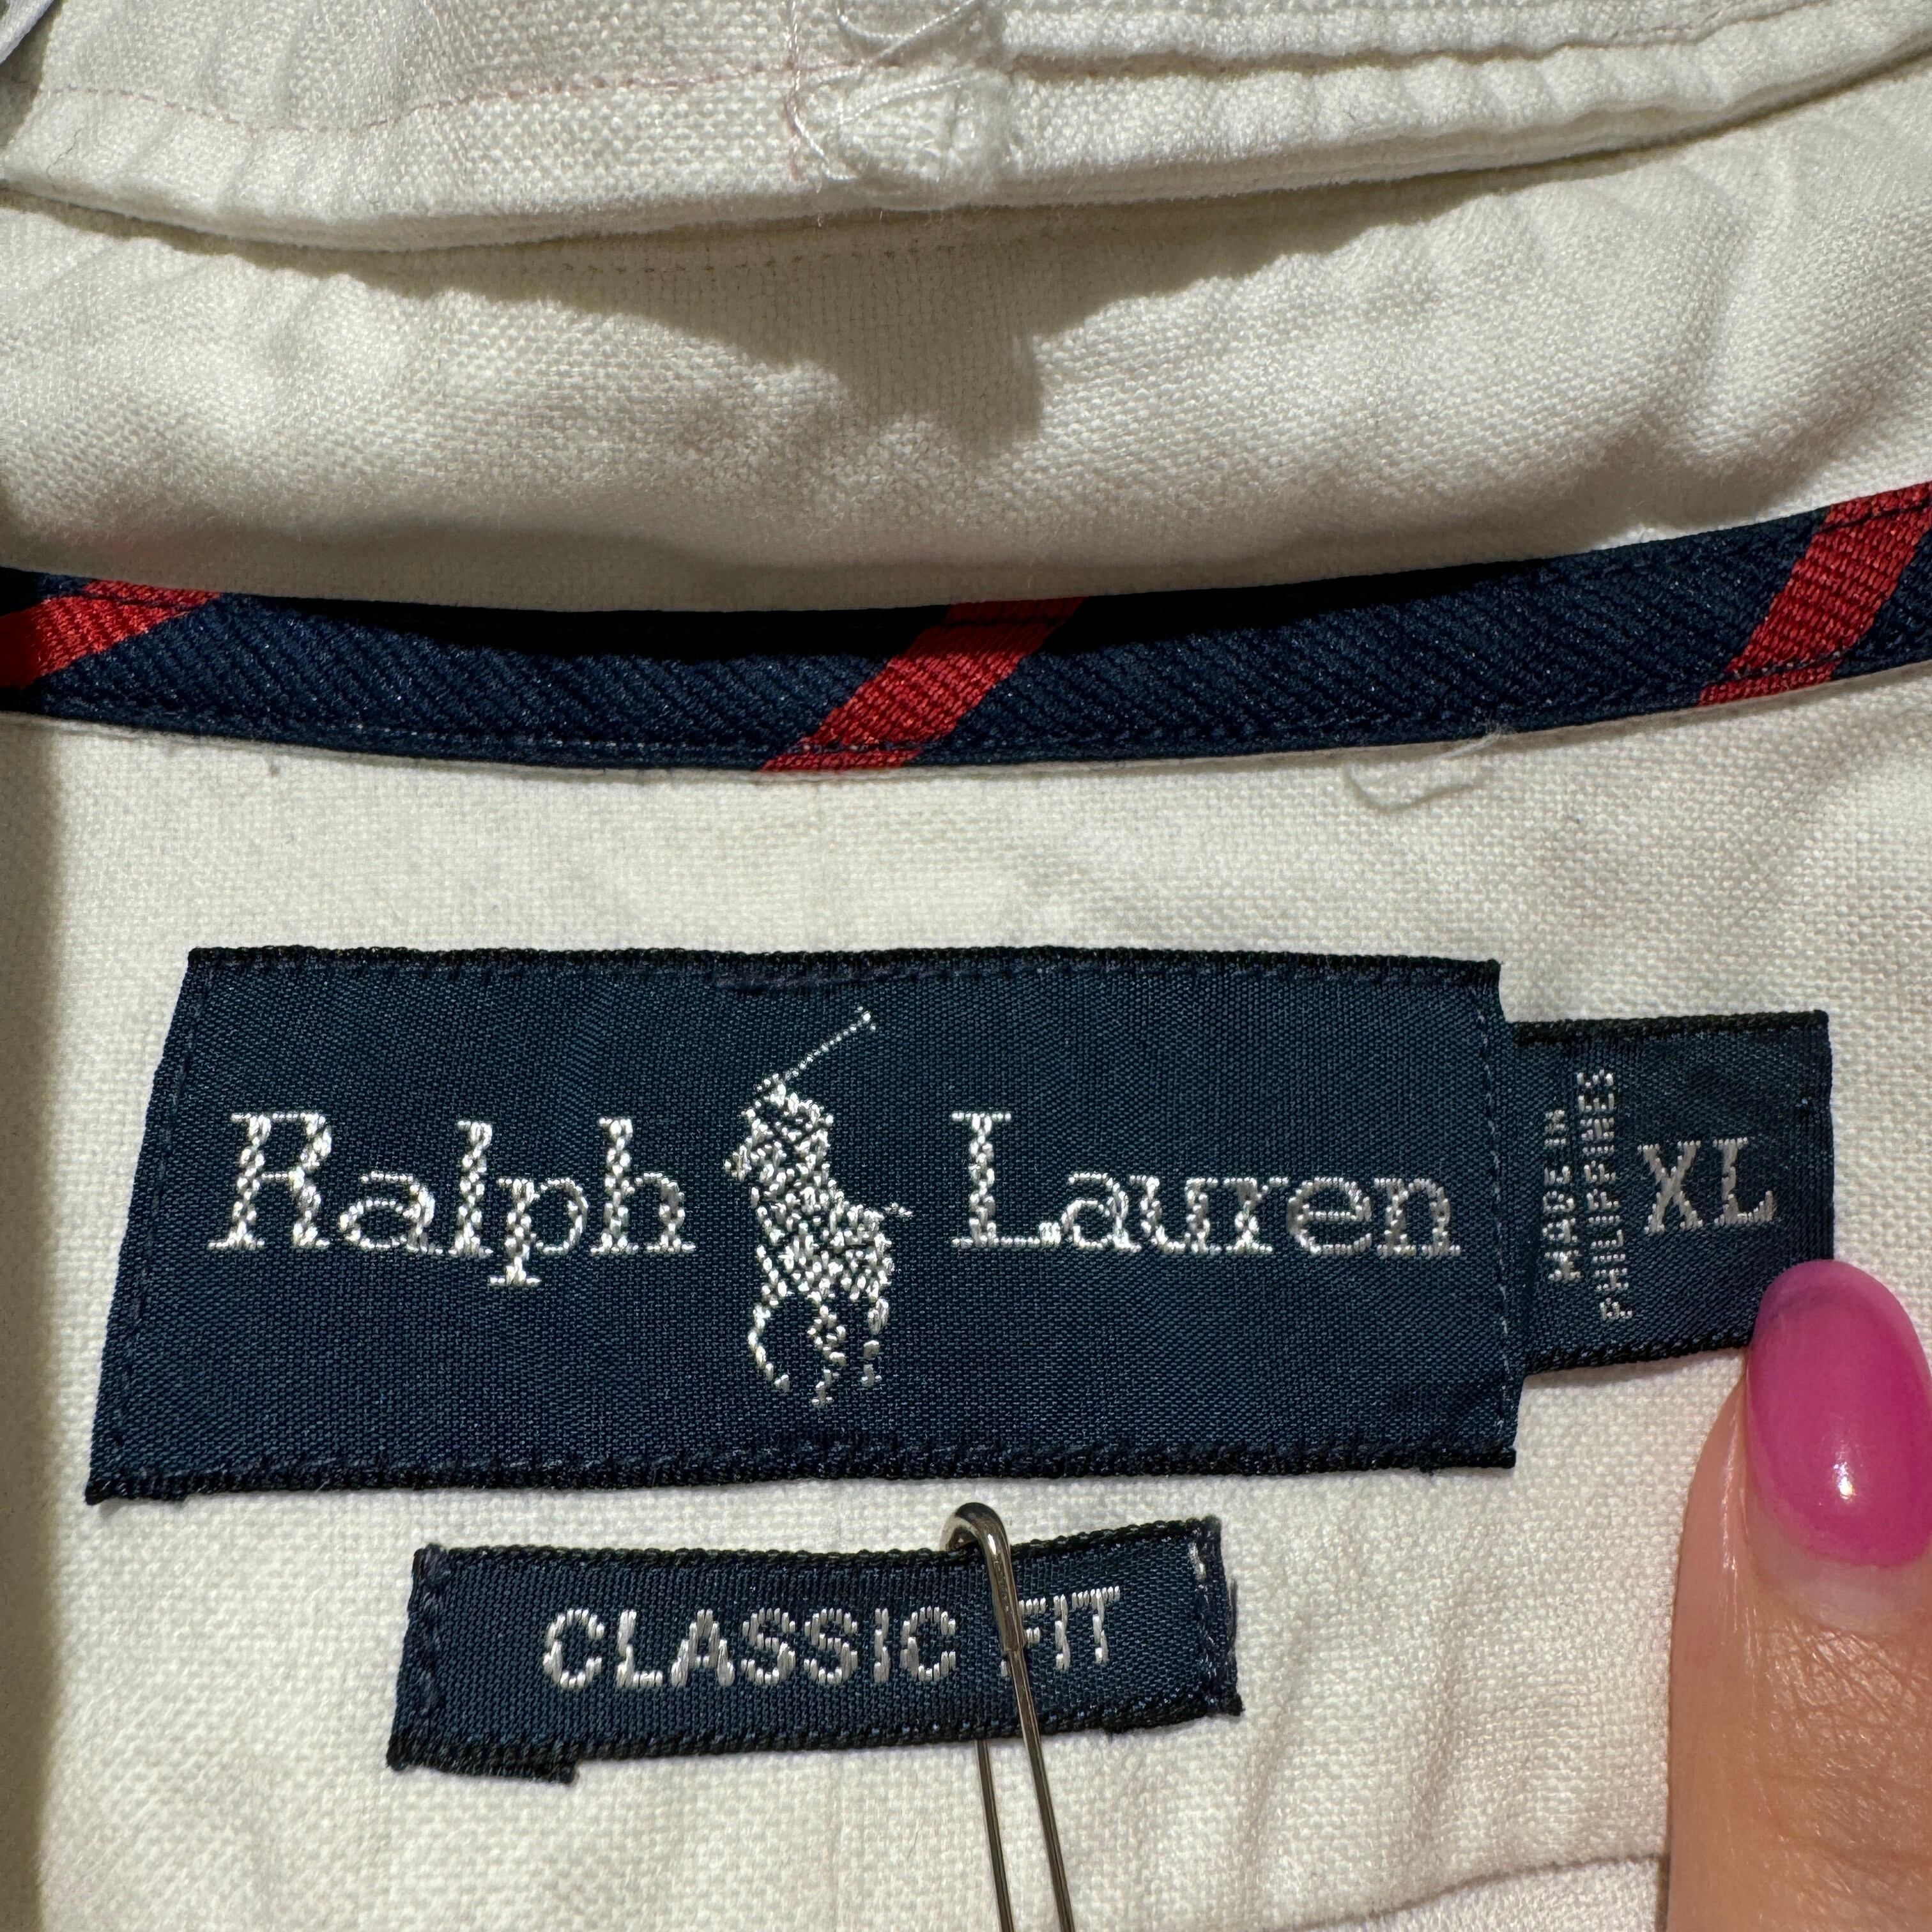 Ralph Lauren
MADE IN
PHILIPPINES
XL
CLASSIC FIT